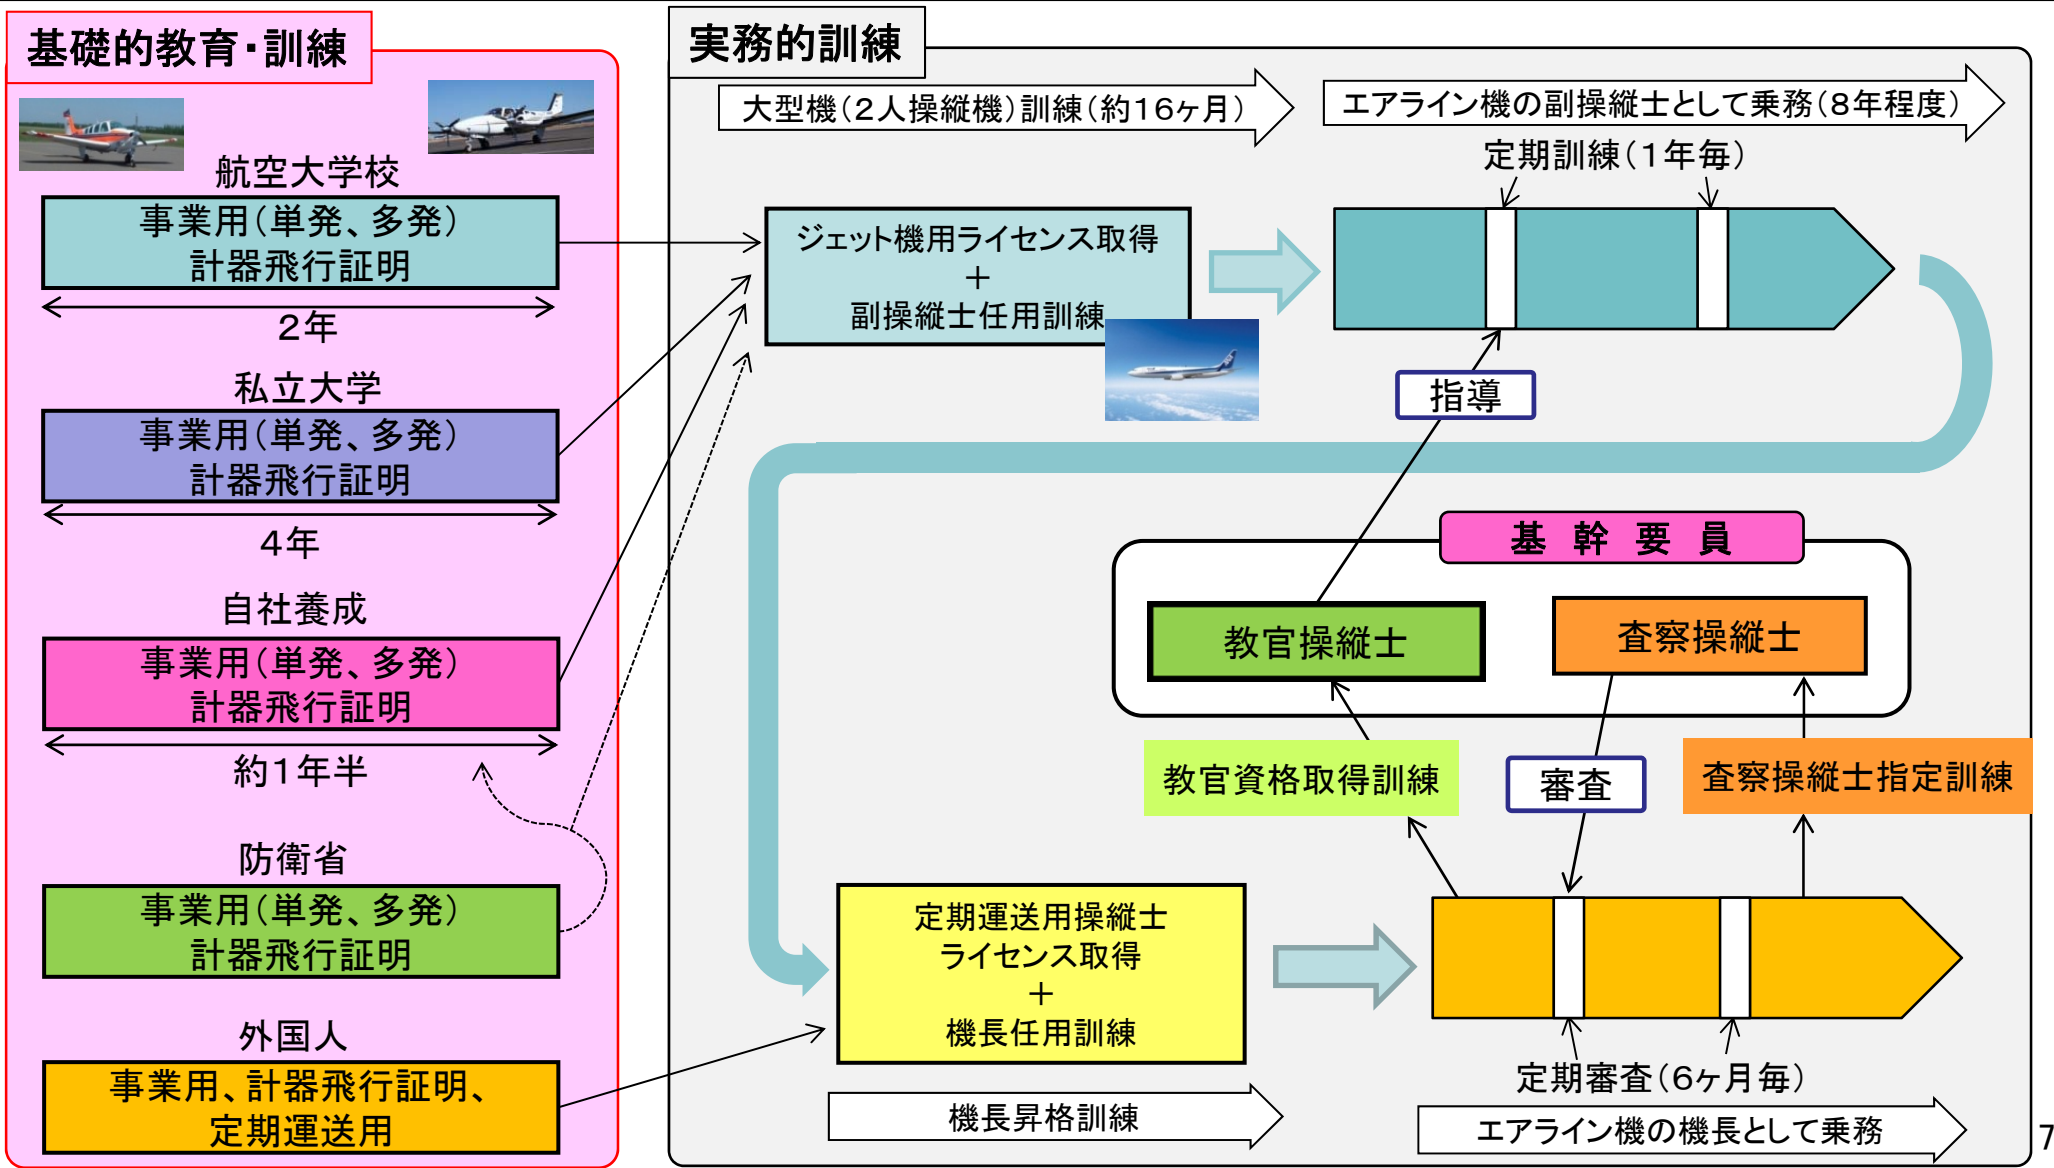 基礎的教育・訓練
航空大学校
事業用(単発、多発)
計器飛行証明
2年
私立大学
事業用(単発、多発)
計器飛行証明
4年
自社養成
事業用(単発、多発)
計器飛行証明
約1年半
防衛省
事業用(単発、多発)
計器飛行証明
外国人
事業用、計器飛行証明、
定期運送用
実務的訓練
大型機(2人操縦機)訓練(約16ヶ月)
エアライン機の副操縦士として乗務(8年程度)
定期訓練(1年毎)
ジェット機用ライセンス取得
＋
副操縦士任用訓練
指導
基幹要員
教官操縦士
査察操縦士
教官資格取得訓練
審査
査察操縦士指定訓練
定期運送用操縦士
ライセンス取得
＋
機長任用訓練
定期審査(6ヶ月毎)
機長昇格訓練
エアライン機の機長として乗務
7